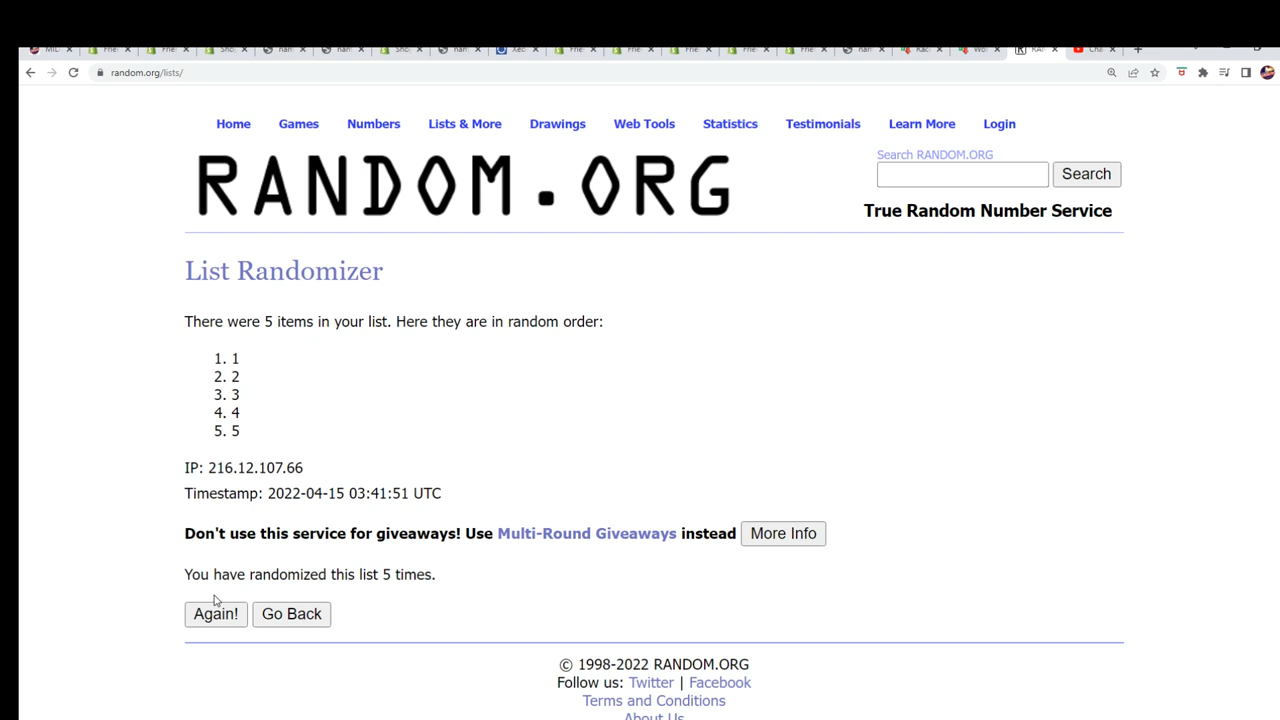 random.org/lists/
Home Games Numbers Lists & More Drawings Web Tools Statistics Testimonials Learn More Login
RANDOM.ORG
Search RANDOM.ORG
Search
True Random Number Service
List Randomizer
There were 5 items in your list. Here they are in random order:
1. 1
2. 2
3. 3
4. 4
5. 5
IP: 216.12.107.66
Timestamp: 2022-04-15 03:41:51 UTC
Don't use this service for giveaways! Use Multi-Round Giveaways instead More Info
You have randomized this list 5 times.
Again! Go Back
© 1998-2022 RANDOM.ORG
Follow us: Twitter | Facebook
Terms and Conditions
About Us